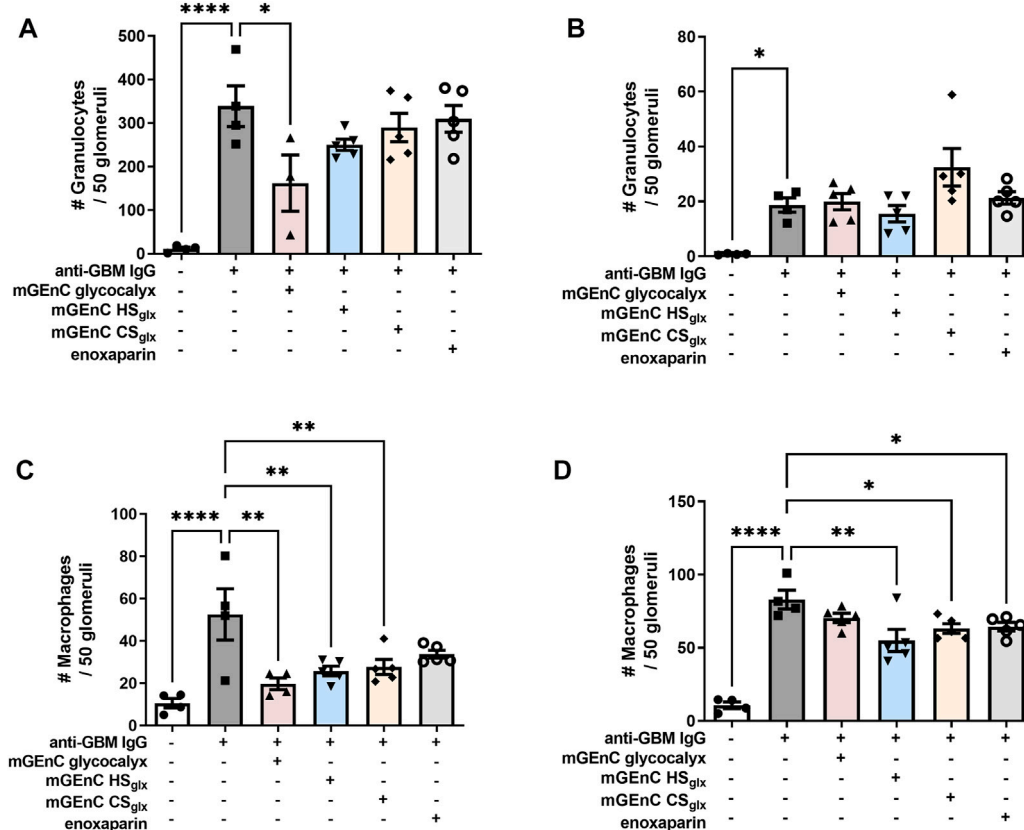 A
**** *
# Granulocytes
/ 50 glomeruli
500
400
300
200
100
0
anti-GBM IgG - + + + + +
mGEnC glycocalyx - - + - - -
mGEnC HSglx - - - + - -
mGEnC CSglx - - - - + -
enoxaparin - - - - - +
B
*
# Granulocytes
/ 50 glomeruli
80
60
40
20
0
anti-GBM IgG - + + + + +
mGEnC glycocalyx - - + - - -
mGEnC HSglx - - - + - -
mGEnC CSglx - - - - + -
enoxaparin - - - - - +
C
**
**
**** **
# Macrophages
/ 50 glomeruli
100
80
60
40
20
0
anti-GBM IgG - + + + + +
mGEnC glycocalyx - - + - - -
mGEnC HSglx - - - + - -
mGEnC CSglx - - - - + -
enoxaparin - - - - - +
D
*
*
**** **
# Macrophages
/ 50 glomeruli
150
100
50
0
anti-GBM IgG - + + + + +
mGEnC glycocalyx - - + - - -
mGEnC HSglx - - - + - -
mGEnC CSglx - - - - + -
enoxaparin - - - - - +